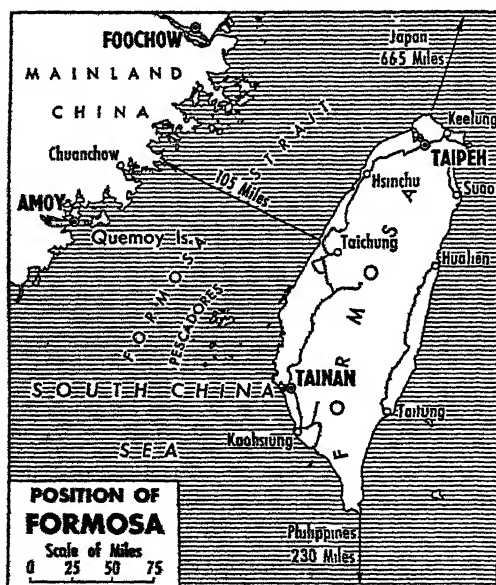 FOOCHOW
MAINLAND
CHINA
Japan
665 Miles
Keelung
TAIPEH
Chuanchow
STRAIT
105 Miles
Hsinchu
Suao
AMOY
Quemoy Is.
Taichung
Hualien
FORMOSA
PESCADORES
FORMOSA
SOUTH CHINA
SEA
TAINAN
Taitung
Kaohsiung
POSITION OF
FORMOSA
Scale of Miles
0 25 50 75
Philippines
230 Miles